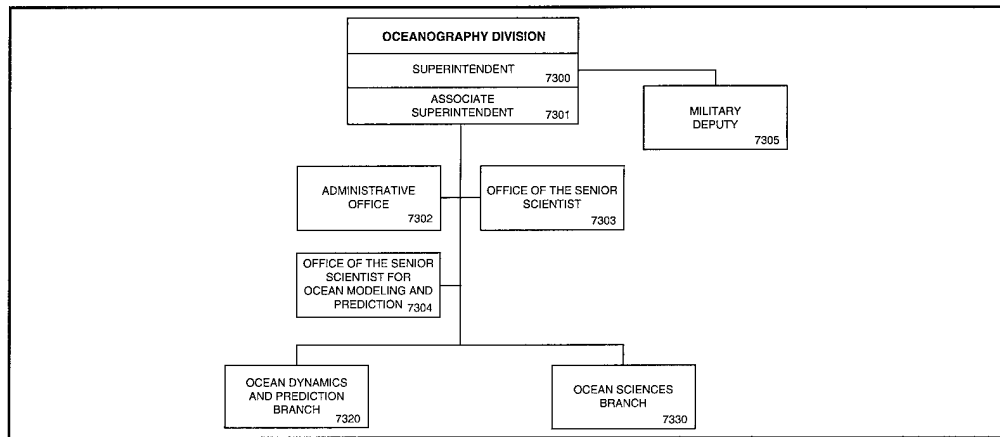 OCEANOGRAPHY DIVISION
SUPERINTENDENT
7300
ASSOCIATE
SUPERINTENDENT
7301
MILITARY
DEPUTY
7305
ADMINISTRATIVE
OFFICE
7302
OFFICE OF THE SENIOR
SCIENTIST
7303
OFFICE OF THE SENIOR
SCIENTIST FOR
OCEAN MODELING AND
PREDICTION
7304
OCEAN DYNAMICS
AND PREDICTION
BRANCH
7320
OCEAN SCIENCES
BRANCH
7330